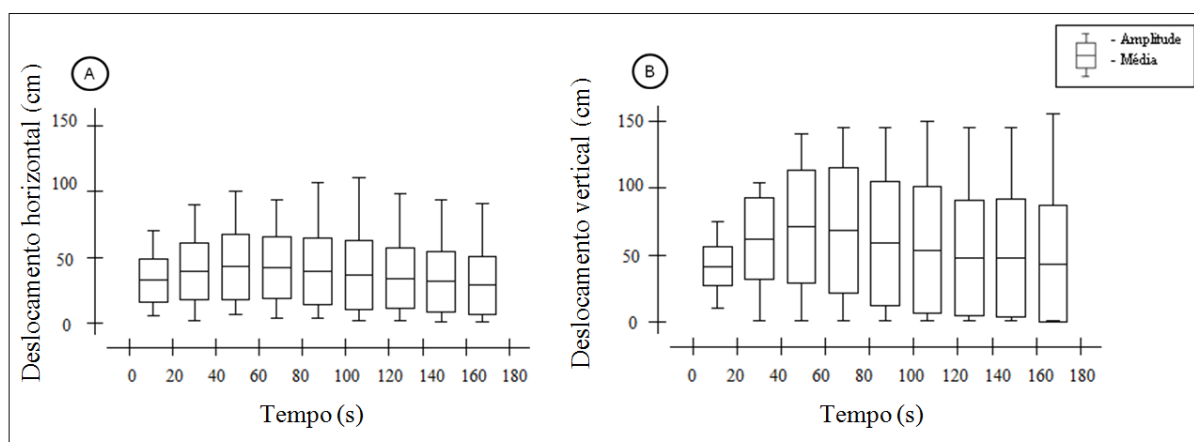 A
Deslocamento horizontal (cm)
150
100
50
0
0 20 40 60 80 100 120 140 160 180
Tempo (s)
B
- Amplitude
- Média
Deslocamento vertical (cm)
150
100
50
0
0 20 40 60 80 100 120 140 160 180
Tempo (s)